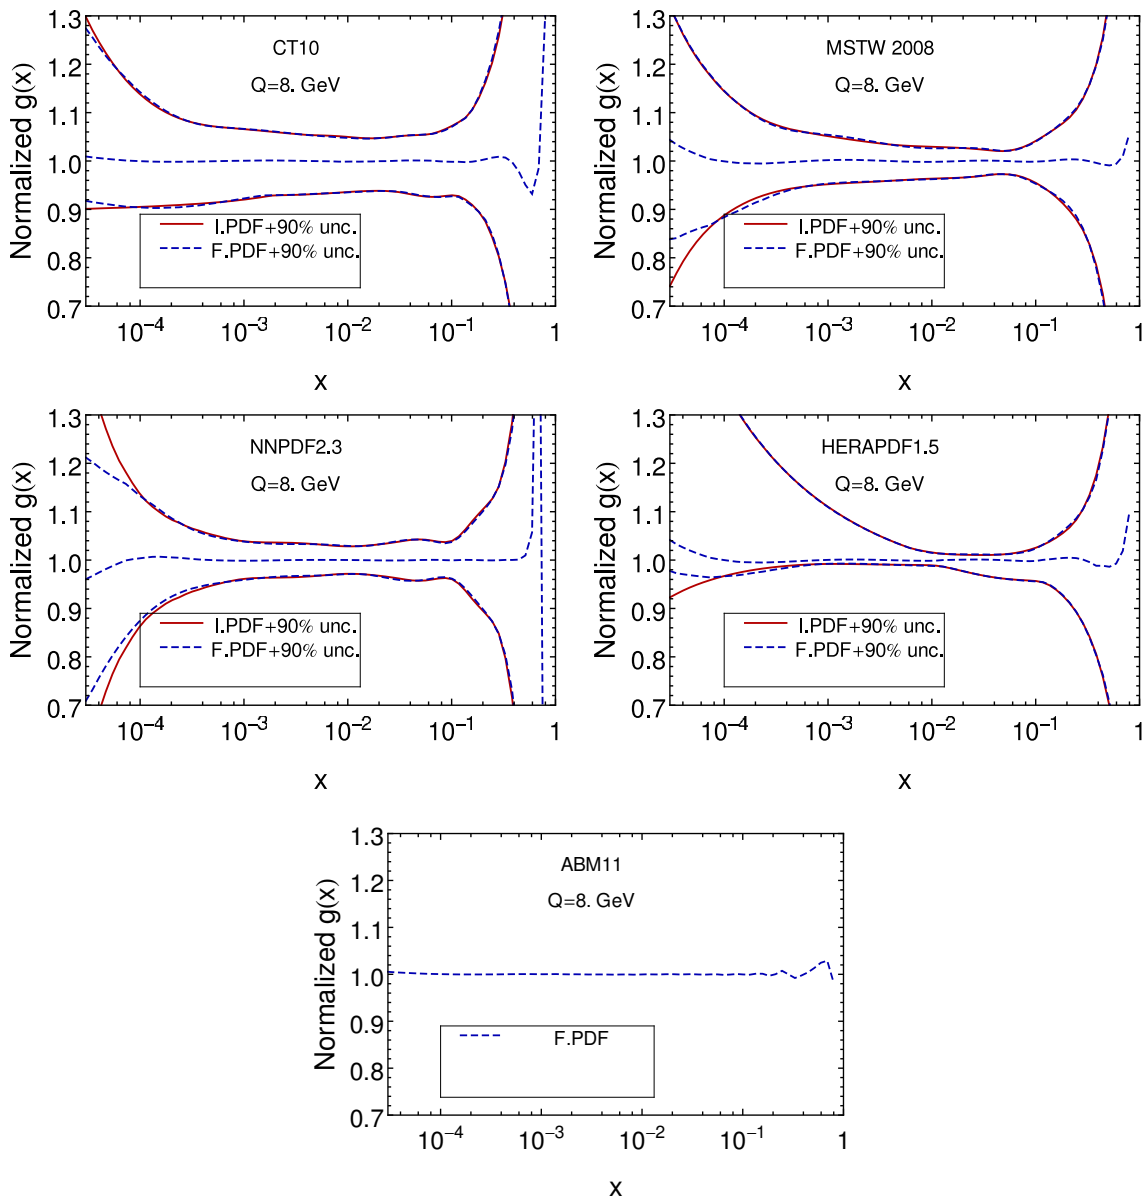 1.3
1.2
1.1
1.0
0.9
0.8
0.7
Normalized g(x)
CT10
Q=8. GeV
I.PDF+90% unc.
F.PDF+90% unc.
10⁻⁴ 10⁻³ 10⁻² 10⁻¹ 1
x
1.3
1.2
1.1
1.0
0.9
0.8
0.7
Normalized g(x)
MSTW 2008
Q=8. GeV
I.PDF+90% unc.
F.PDF+90% unc.
10⁻⁴ 10⁻³ 10⁻² 10⁻¹ 1
x
1.3
1.2
1.1
1.0
0.9
0.8
0.7
Normalized g(x)
NNPDF2.3
Q=8. GeV
I.PDF+90% unc.
F.PDF+90% unc.
10⁻⁴ 10⁻³ 10⁻² 10⁻¹ 1
x
1.3
1.2
1.1
1.0
0.9
0.8
0.7
Normalized g(x)
HERAPDF1.5
Q=8. GeV
I.PDF+90% unc.
F.PDF+90% unc.
10⁻⁴ 10⁻³ 10⁻² 10⁻¹ 1
x
1.3
1.2
1.1
1.0
0.9
0.8
0.7
Normalized g(x)
ABM11
Q=8. GeV
F.PDF
10⁻⁴ 10⁻³ 10⁻² 10⁻¹ 1
x